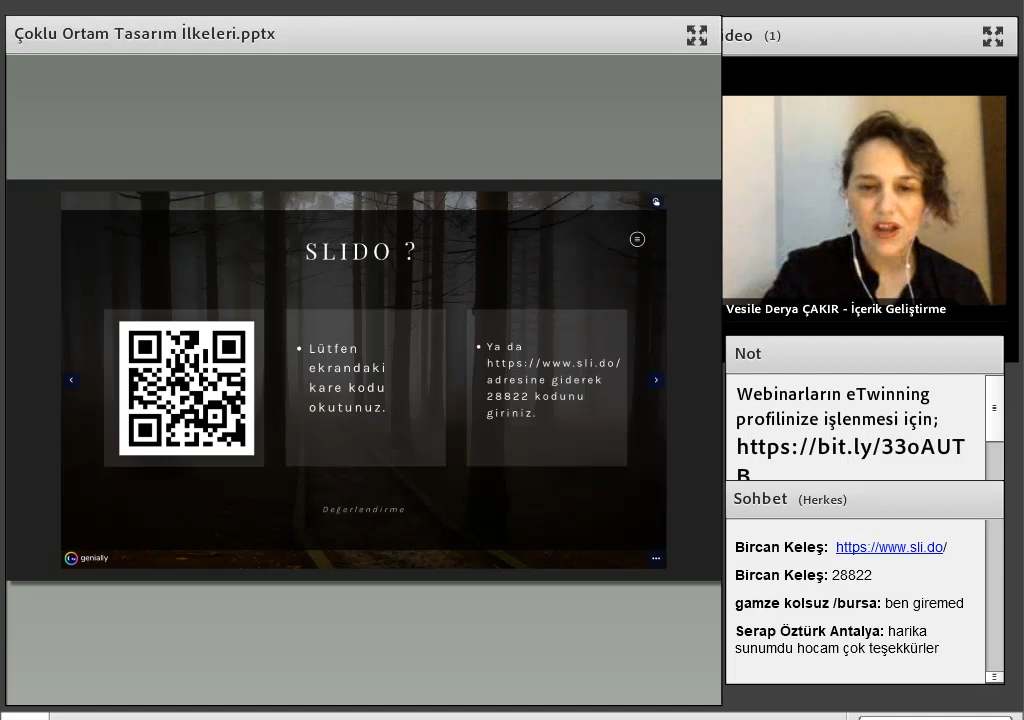 Çoklu Ortam Tasarım İlkeleri.pptx
ideo (1)
SLIDO ?
• Lütfen
ekrandaki
kare kodu
okutunuz.
• Ya da
https://www.sli.do/
adresine giderek
28822 kodunu
giriniz.
Değerlendirme
genially
Vesile Derya ÇAKIR - İçerik Geliştirme
Not
Webinarların eTwinning
profilinize işlenmesi için;
https://bit.ly/33oAUT
B
Sohbet (Herkes)
Bircan Keleş: https://www.sli.do/
Bircan Keleş: 28822
gamze kolsuz /bursa: ben giremed
Serap Öztürk Antalya: harika
sunumdu hocam çok teşekkürler